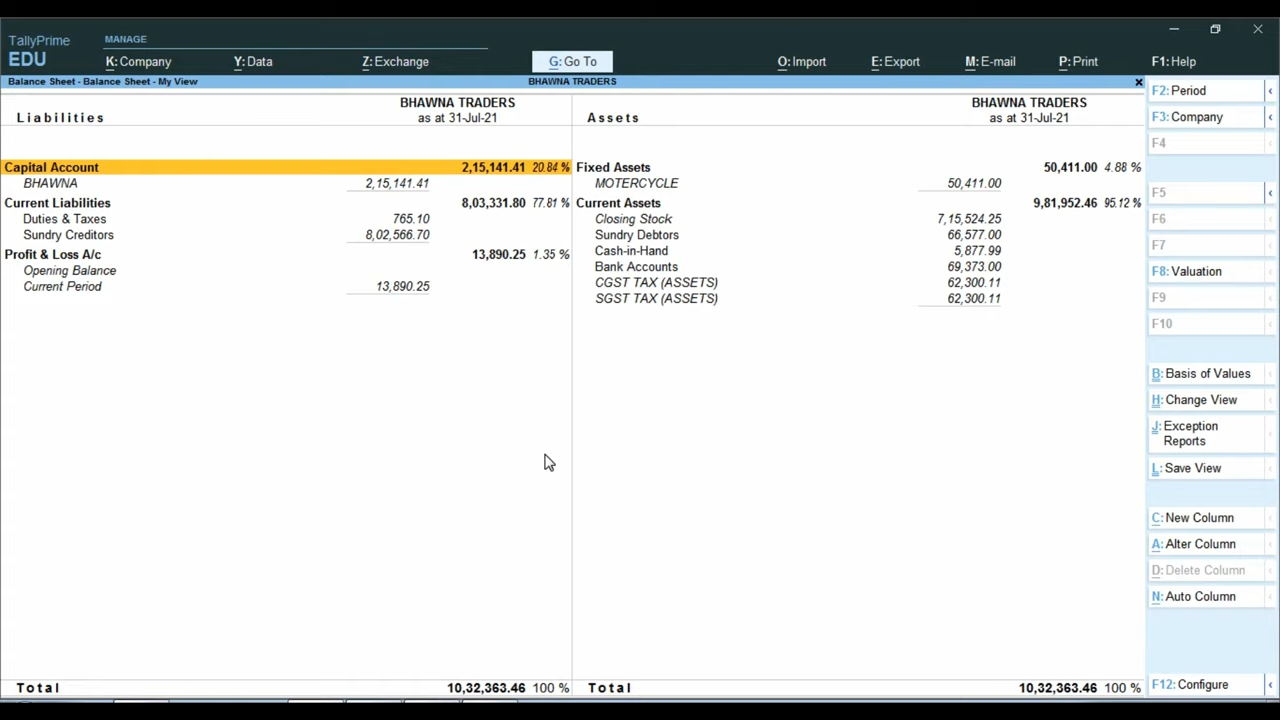 TallyPrime
EDU
MANAGE
K: Company
Y: Data
Z: Exchange
G: Go To
O: Import
E: Export
M: E-mail
P: Print
F1: Help
Balance Sheet - Balance Sheet - My View
BHAWNA TRADERS
Liabilities
BHAWNA TRADERS
as at 31-Jul-21
Capital Account 2,15,141.41 20.84 %
BHAWNA 2,15,141.41
Current Liabilities 8,03,331.80 77.81 %
Duties & Taxes 765.10
Sundry Creditors 8,02,566.70
Profit & Loss A/c 13,890.25 1.35 %
Opening Balance
Current Period 13,890.25
Total 10,32,363.46 100 %
Assets
BHAWNA TRADERS
as at 31-Jul-21
Fixed Assets 50,411.00 4.88 %
MOTERCYCLE 50,411.00
Current Assets 9,81,952.46 95.12 %
Closing Stock 7,15,524.25
Sundry Debtors 66,577.00
Cash-in-Hand 5,877.99
Bank Accounts 69,373.00
CGST TAX (ASSETS) 62,300.11
SGST TAX (ASSETS) 62,300.11
Total 10,32,363.46 100 %
F2: Period
F3: Company
F4
F5
F6
F7
F8: Valuation
F9
F10
B: Basis of Values
H: Change View
J: Exception
Reports
L: Save View
C: New Column
A: Alter Column
D: Delete Column
N: Auto Column
F12: Configure